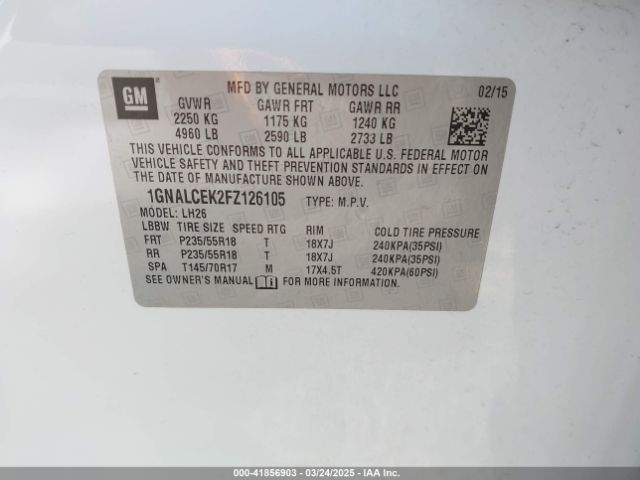 GM
MFD BY GENERAL MOTORS LLC 02/15
GVWR GAWR FRT GAWR RR
2250 KG 1175 KG 1240 KG
4960 LB 2590 LB 2733 LB
THIS VEHICLE CONFORMS TO ALL APPLICABLE U.S. FEDERAL MOTOR
VEHICLE SAFETY AND THEFT PREVENTION STANDARDS IN EFFECT ON
THE DATE OF MANUFACTURE SHOWN ABOVE.
1GNALCEK2FZ126105 TYPE: M.P.V.
MODEL: LH26
LBBW TIRE SIZE SPEED RTG RIM COLD TIRE PRESSURE
FRT P235/55R18 T 18X7J 240KPA(35PSI)
RR P235/55R18 T 18X7J 240KPA(35PSI)
SPA T145/70R17 M 17X4.5T 420KPA(60PSI)
SEE OWNER'S MANUAL FOR MORE INFORMATION.
000-41856903 - 03/24/2025 - IAA Inc.